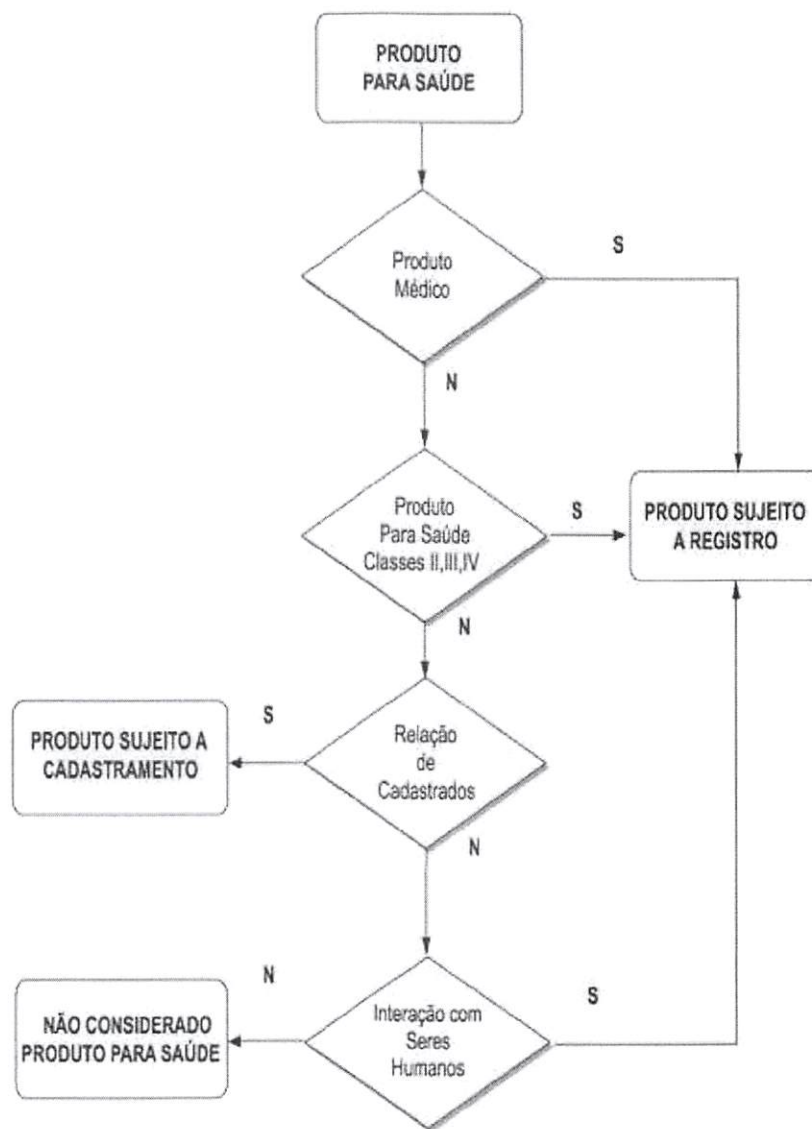 PRODUTO
PARA SAÚDE
Produto
Médico
S
N
Produto
Para Saúde
Classes II,III,IV
S
PRODUTO SUJEITO
A REGISTRO
N
Relação
de
Cadastrados
S
PRODUTO SUJEITO A
CADASTRAMENTO
N
Interação com
Seres
Humanos
N
NÃO CONSIDERADO
PRODUTO PARA SAÚDE
S